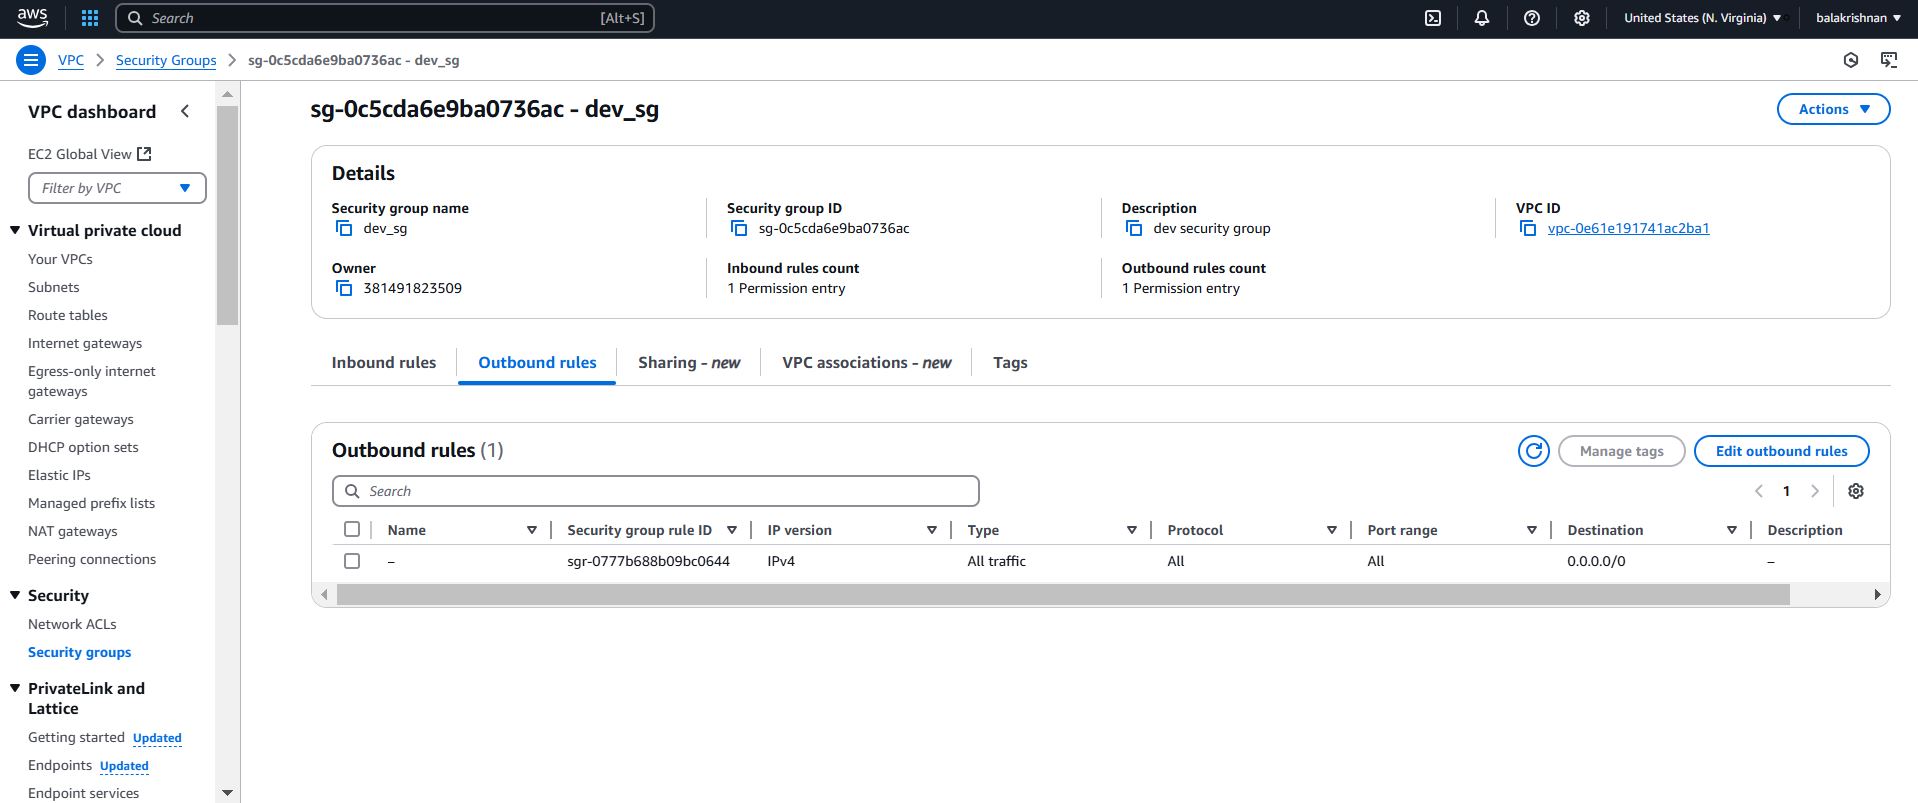 aws Search [Alt+S] United States (N. Virginia) balakrishnan
VPC Security Groups sg-0c5cda6e9ba0736ac - dev_sg
VPC dashboard
EC2 Global View
Filter by VPC
Virtual private cloud
Your VPCs
Subnets
Route tables
Internet gateways
Egress-only internet
gateways
Carrier gateways
DHCP option sets
Elastic IPs
Managed prefix lists
NAT gateways
Peering connections
Security
Network ACLs
Security groups
PrivateLink and
Lattice
Getting started Updated
Endpoints Updated
Endpoint services
sg-0c5cda6e9ba0736ac - dev_sg
Actions
Details
Security group name Security group ID Description VPC ID
dev_sg sg-0c5cda6e9ba0736ac dev security group vpc-0e61e191741ac2ba1
Owner Inbound rules count Outbound rules count
381491823509 1 Permission entry 1 Permission entry
Inbound rules Outbound rules Sharing - new VPC associations - new Tags
Outbound rules (1) Manage tags Edit outbound rules
Search 1
Name Security group rule ID IP version Type Protocol Port range Destination Description
– sgr-0777b688b09bc0644 IPv4 All traffic All All 0.0.0.0/0 –